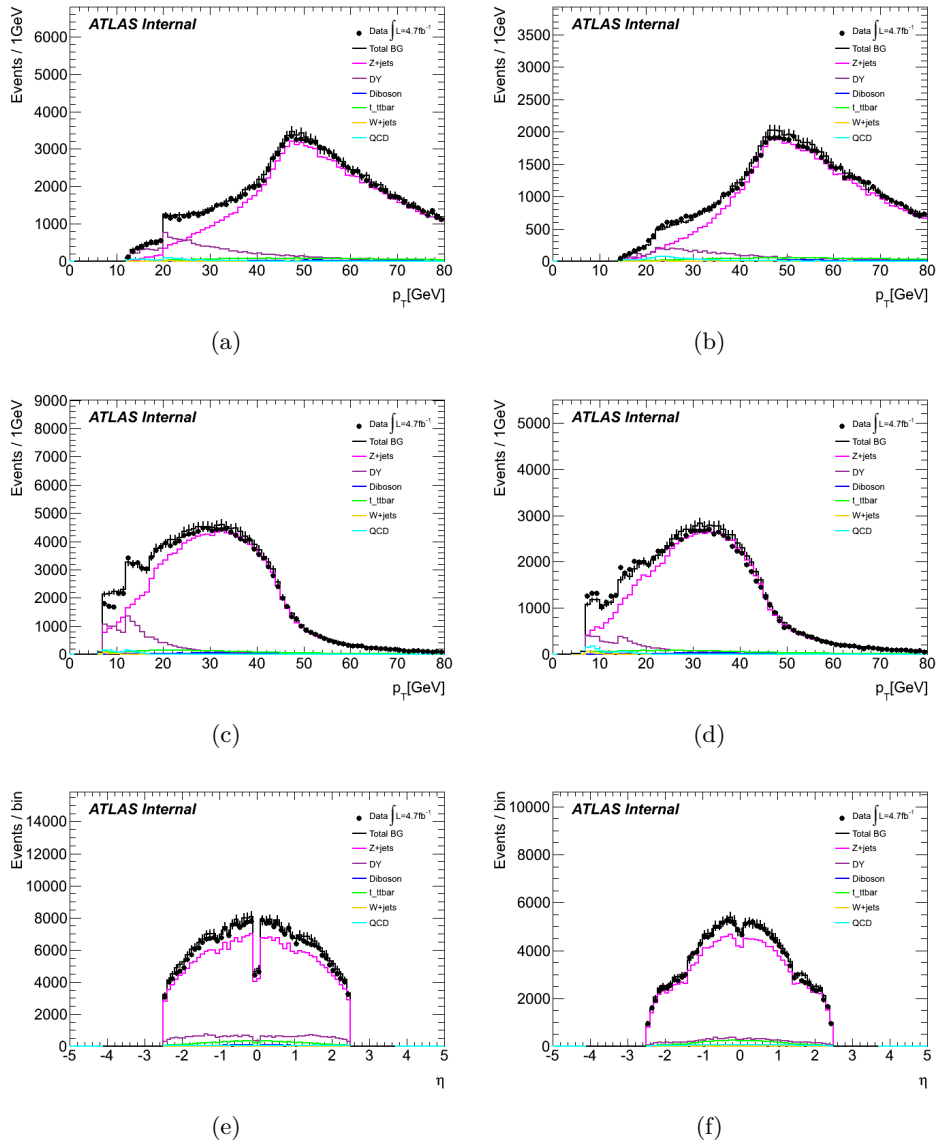 ATLAS Internal
Events / 1GeV
6000
5000
4000
3000
2000
1000
0
Data ∫ L=4.7fb⁻¹
Total BG
Z+jets
DY
Diboson
t_ttbar
W+jets
QCD
0 10 20 30 40 50 60 70 80
p_T[GeV]
(a)
ATLAS Internal
Events / 1GeV
3500
3000
2500
2000
1500
1000
500
0
Data ∫ L=4.7fb⁻¹
Total BG
Z+jets
DY
Diboson
t_ttbar
W+jets
QCD
0 10 20 30 40 50 60 70 80
p_T[GeV]
(b)
ATLAS Internal
Events / 1GeV
9000
8000
7000
6000
5000
4000
3000
2000
1000
0
Data ∫ L=4.7fb⁻¹
Total BG
Z+jets
DY
Diboson
t_ttbar
W+jets
QCD
0 10 20 30 40 50 60 70 80
p_T[GeV]
(c)
ATLAS Internal
Events / 1GeV
5000
4000
3000
2000
1000
0
Data ∫ L=4.7fb⁻¹
Total BG
Z+jets
DY
Diboson
t_ttbar
W+jets
QCD
0 10 20 30 40 50 60 70 80
p_T[GeV]
(d)
ATLAS Internal
Events / bin
14000
12000
10000
8000
6000
4000
2000
0
Data ∫ L=4.7fb⁻¹
Total BG
Z+jets
DY
Diboson
t_ttbar
W+jets
QCD
-5 -4 -3 -2 -1 0 1 2 3 4 5
η
(e)
ATLAS Internal
Events / bin
10000
8000
6000
4000
2000
0
Data ∫ L=4.7fb⁻¹
Total BG
Z+jets
DY
Diboson
t_ttbar
W+jets
QCD
-5 -4 -3 -2 -1 0 1 2 3 4 5
η
(f)